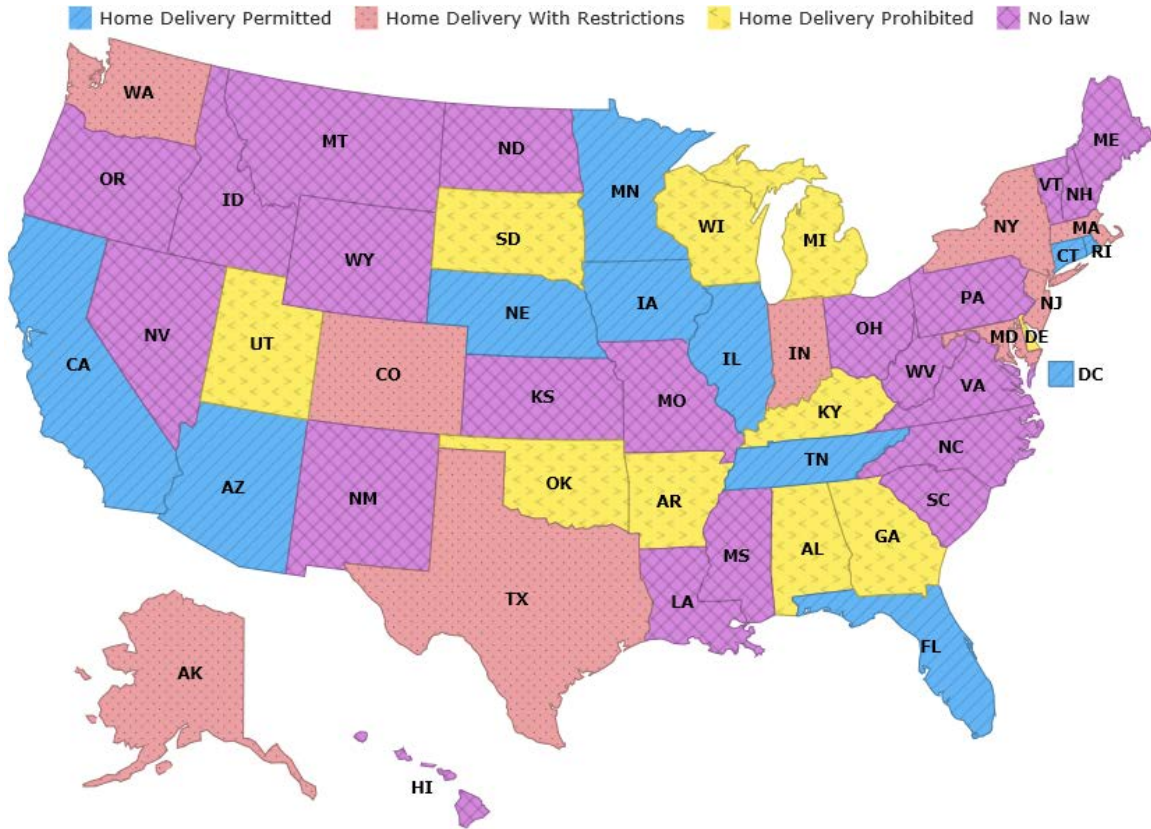 Home Delivery Permitted Home Delivery With Restrictions Home Delivery Prohibited No law
WA
MT
ND
MN
ME
OR
ID
VT
NH
SD
WI
MI
NY
MA
WY
CT
RI
NE
IA
PA
NJ
NV
UT
CO
IL
IN
OH
MD
DE
CA
WV
VA
DC
KS
MO
KY
NC
AZ
NM
OK
AR
TN
SC
MS
AL
GA
TX
LA
FL
AK
HI